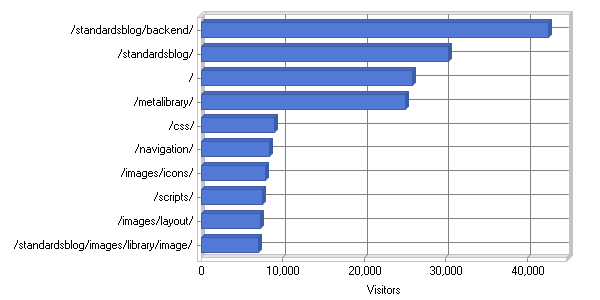 /standardsblog/backend/
/standardsblog/
/
/metalibrary/
/css/
/navigation/
/images/icons/
/scripts/
/images/layout/
/standardsblog/images/library/image/
0 10,000 20,000 30,000 40,000
Visitors